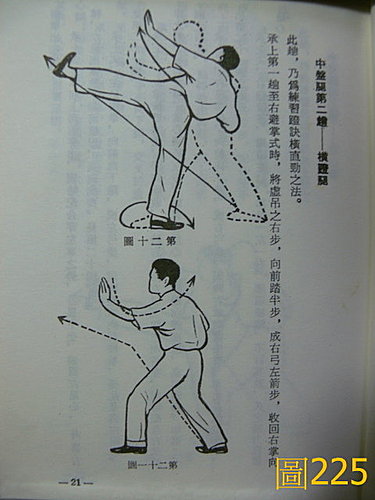 中盤腿第二趟——橫蹬腿
此趟，乃為練習蹬訣橫直勁之法。
承上第一趟至右避掌式時，將虛吊之右步，向前踏半步，成右弓左箭步，收回右掌向
圖十二第
圖一十二第
—21—
圖225